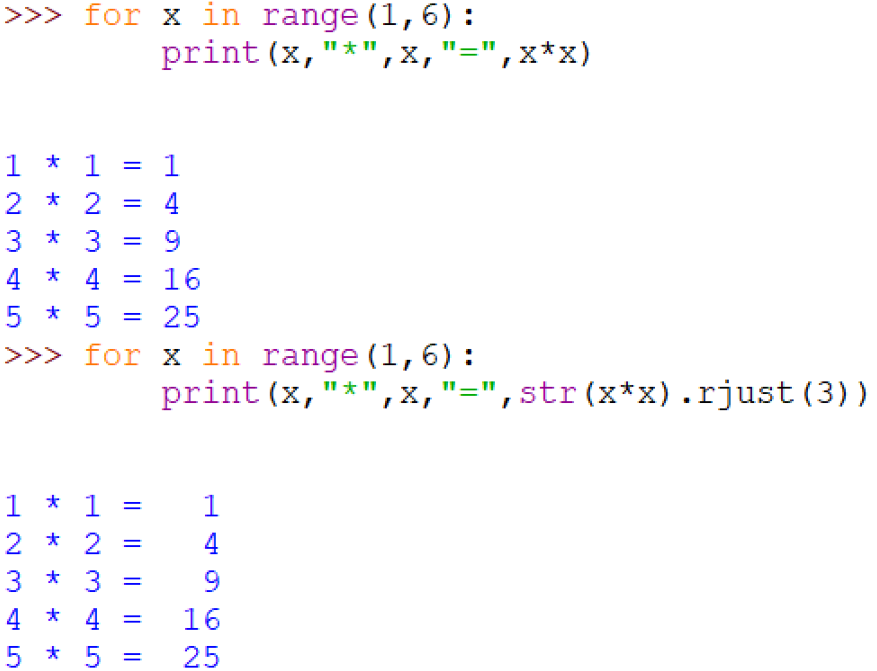 >>> for x in range(1,6):
        print(x,"*",x,"=",x*x)
1 * 1 = 1
2 * 2 = 4
3 * 3 = 9
4 * 4 = 16
5 * 5 = 25
>>> for x in range(1,6):
        print(x,"*",x,"=",str(x*x).rjust(3))
1 * 1 =   1
2 * 2 =   4
3 * 3 =   9
4 * 4 =  16
5 * 5 =  25